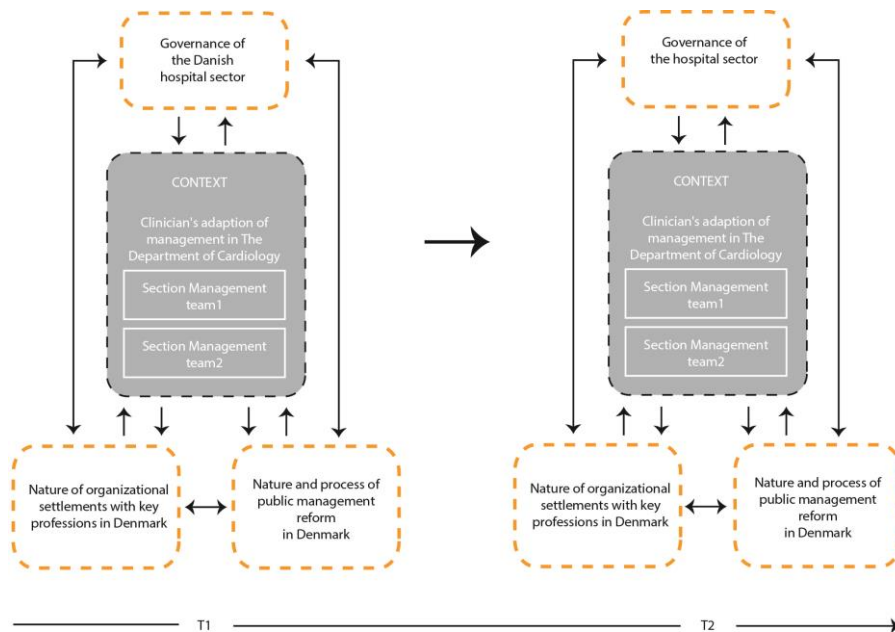 Governance of
the Danish
hospital sector
CONTEXT
Clinician's adaption of
management in The
Department of Cardiology
Section Management
team1
Section Management
team2
Nature of organizational
settlements with key
professions in Denmark
Nature and process of
public management
reform
in Denmark
Governance of
the hospital sector
CONTEXT
Clinician's adaption of
management in The
Department of Cardiology
Section Management
team1
Section Management
team2
Nature of organizational
settlements with key
professions in Denmark
Nature and process of
public management
reform
in Denmark
T1
T2